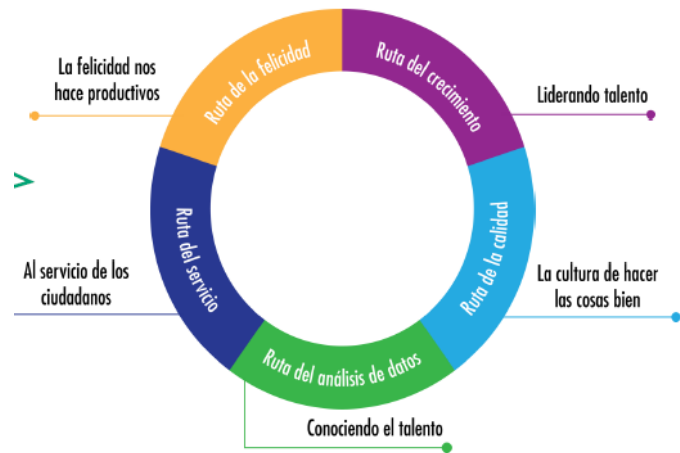 La felicidad nos
hace productivos
Ruta de la felicidad
Ruta del crecimiento
Liderando talento
Ruta del servicio
Al servicio de los
ciudadanos
Ruta de la calidad
La cultura de hacer
las cosas bien
Ruta del análisis de datos
Conociendo el talento